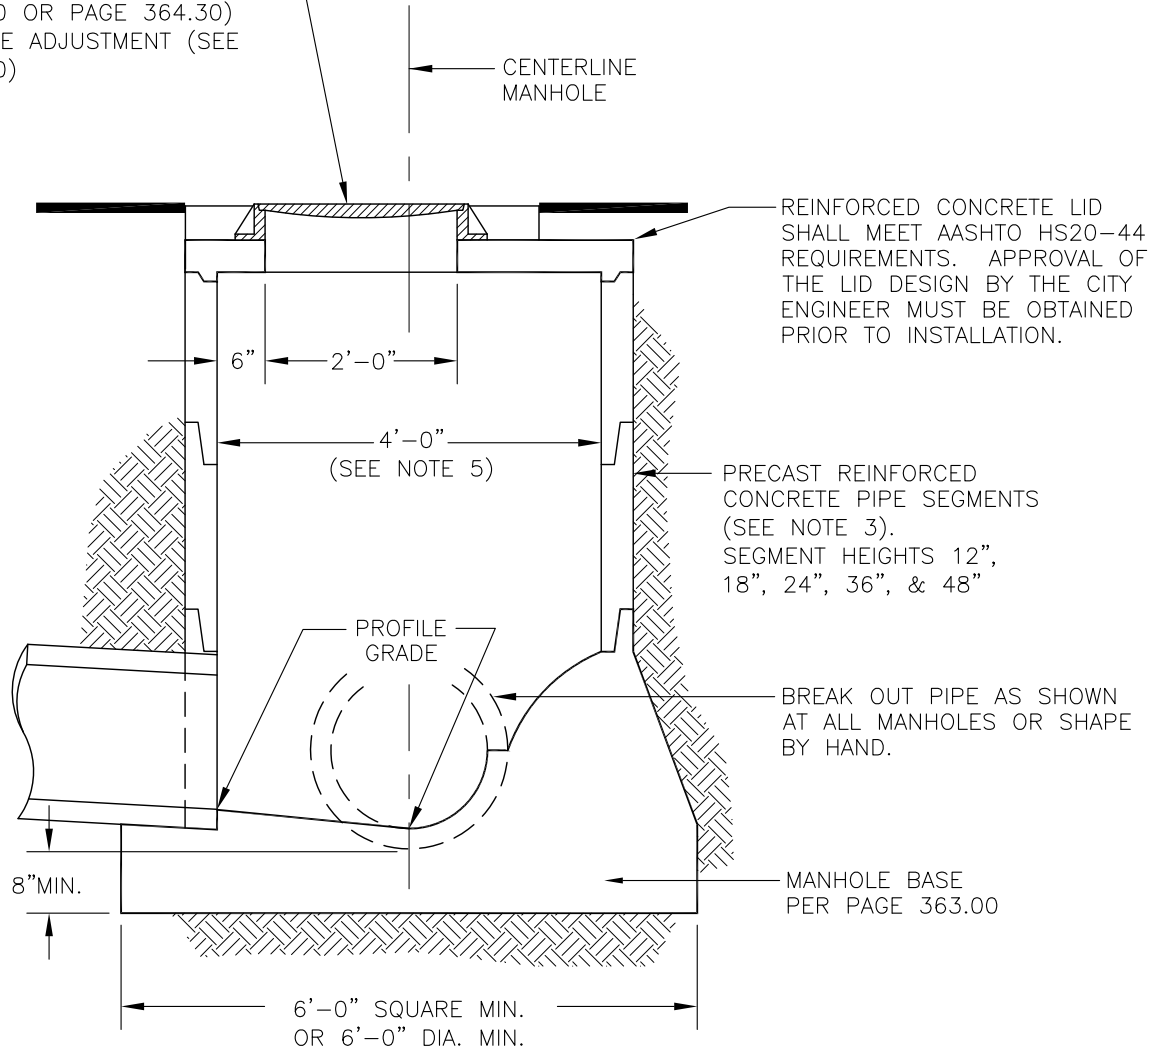 OR PAGE 364.30)
ADJUSTMENT (SEE
CENTERLINE
MANHOLE
REINFORCED CONCRETE LID
SHALL MEET AASHTO HS20-44
REQUIREMENTS. APPROVAL OF
THE LID DESIGN BY THE CITY
ENGINEER MUST BE OBTAINED
PRIOR TO INSTALLATION.
6" 2'-0"
4'-0"
(SEE NOTE 5)
PRECAST REINFORCED
CONCRETE PIPE SEGMENTS
(SEE NOTE 3).
SEGMENT HEIGHTS 12",
18", 24", 36", & 48"
PROFILE
GRADE
BREAK OUT PIPE AS SHOWN
AT ALL MANHOLES OR SHAPE
BY HAND.
8"MIN.
MANHOLE BASE
PER PAGE 363.00
6'-0" SQUARE MIN.
OR 6'-0" DIA. MIN.